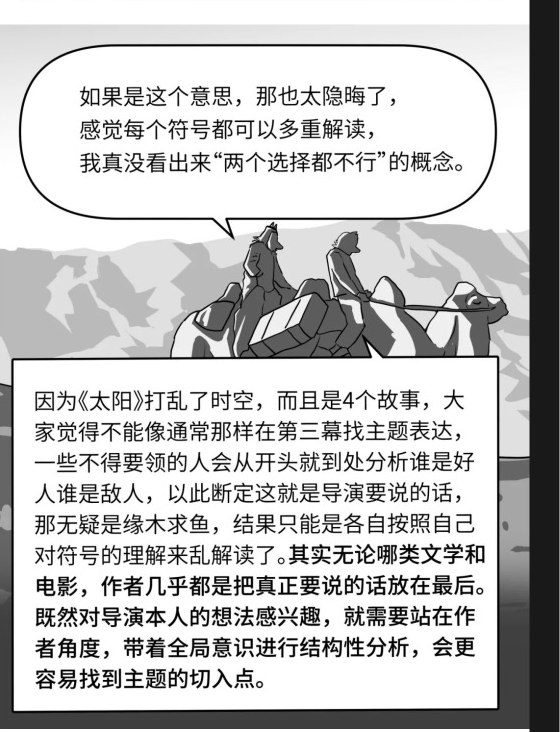 如果是这个意思，那也太隐晦了，
感觉每个符号都可以多重解读，
我真没看出来“两个选择都不行”的概念。
因为《太阳》打乱了时空，而且是4个故事，大
家觉得不能像通常那样在第三幕找主题表达，
一些不得要领的人会从开头就到处分析谁是好
人谁是敌人，以此断定这就是导演要说的话，
那无疑是缘木求鱼，结果只能是各自按照自己
对符号的理解来乱解读了。其实无论哪类文学和
电影，作者几乎都是把真正要说的话放在最后。
既然对导演本人的想法感兴趣，就需要站在作
者角度，带着全局意识进行结构性分析，会更
容易找到主题的切入点。